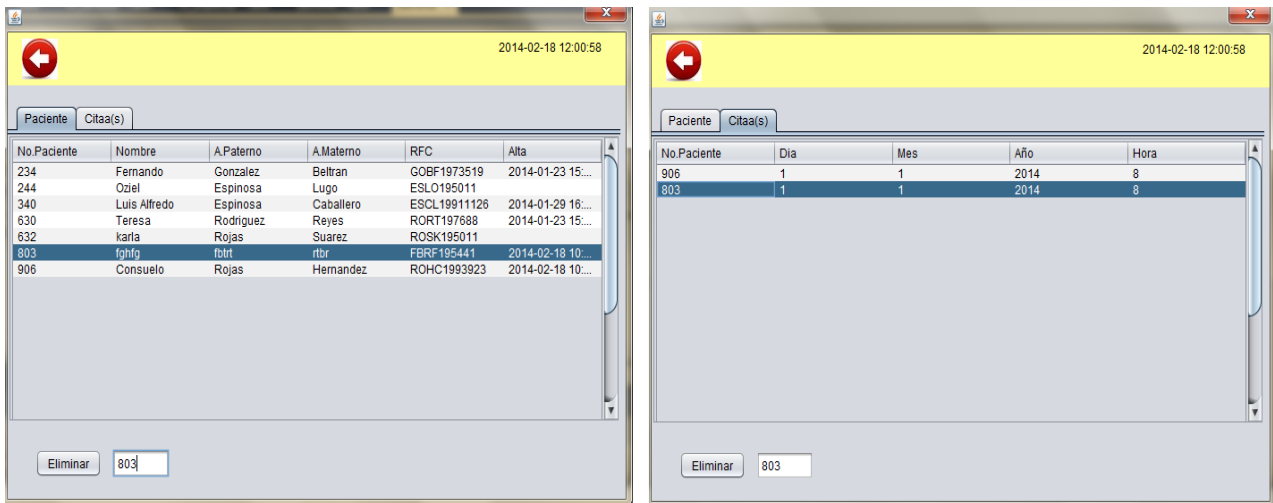 2014-02-18 12:00:58
Paciente Citaa(s)
No.Paciente Nombre A.Paterno A.Materno RFC Alta
234 Fernando Gonzalez Beltran GOBF1973519 2014-01-23 15:...
244 Oziel Espinosa Lugo ESLO195011
340 Luis Alfredo Espinosa Caballero ESCL19911126 2014-01-29 16:...
630 Teresa Rodriguez Reyes RORT197688 2014-01-23 15:...
632 karla Rojas Suarez ROSK195011
803 fghfg fbtrt rtbr FBRF195441 2014-02-18 10:...
906 Consuelo Rojas Hernandez ROHC1993923 2014-02-18 10:...
Eliminar 803
2014-02-18 12:00:58
Paciente Citaa(s)
No.Paciente Dia Mes Año Hora
906 1 1 2014 8
803 1 1 2014 8
Eliminar 803